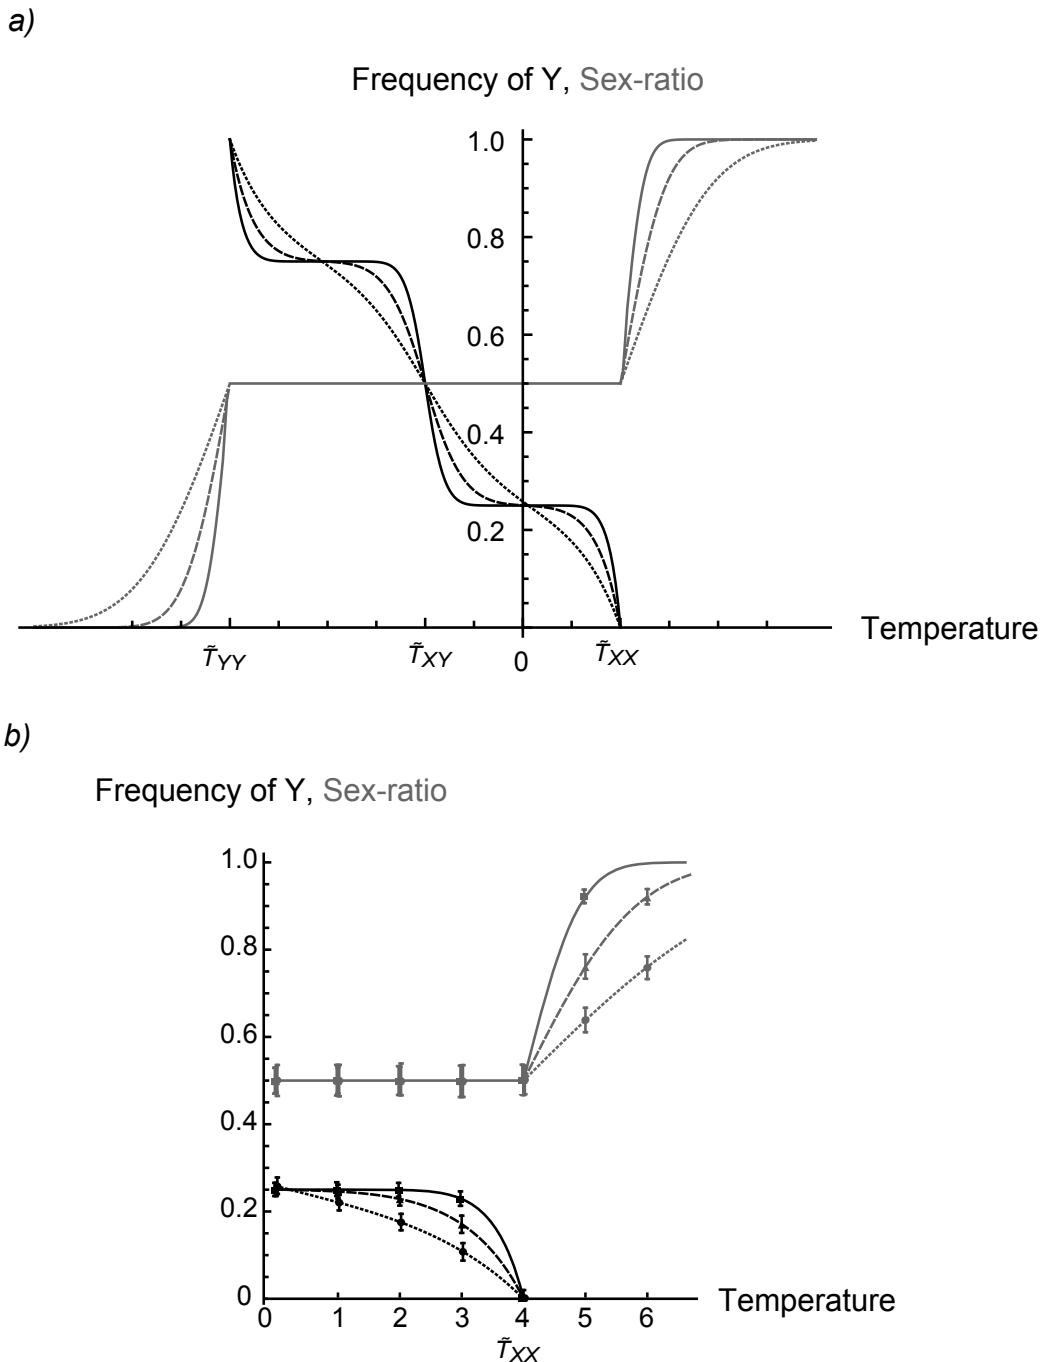 a)
Frequency of Y, Sex-ratio
1.0
0.8
0.6
0.4
0.2
Temperature
T̃YY
T̃XY
0
T̃XX
b)
Frequency of Y, Sex-ratio
1.0
0.8
0.6
0.4
0.2
0
Temperature
0 1 2 3 4 5 6
T̃XX